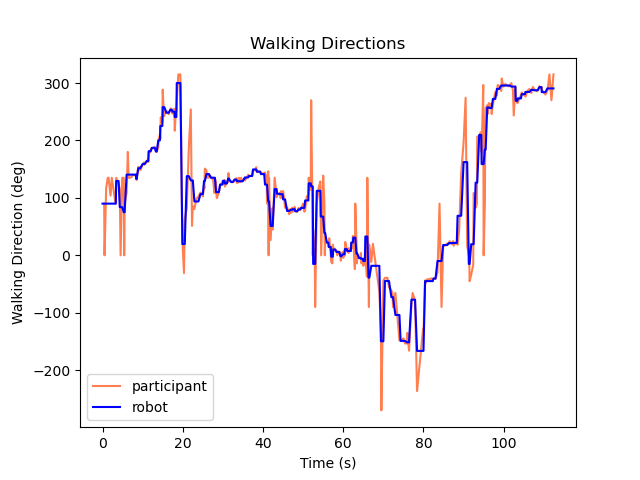 Walking Directions
Walking Direction (deg)
300
200
100
0
−100
−200
participant
robot
0 20 40 60 80 100
Time (s)